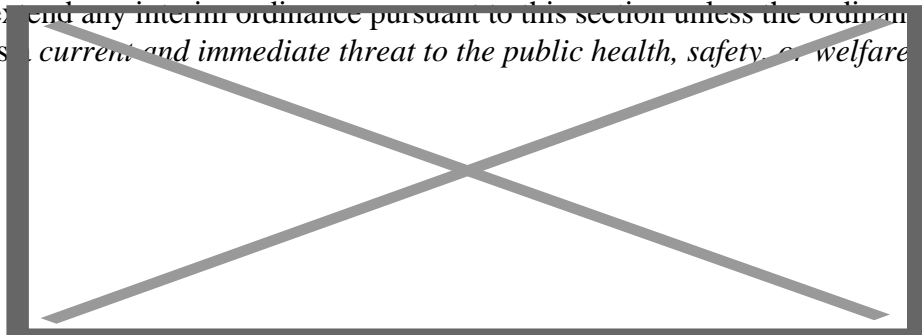 extend any interim ordinance pursuant to this section unless the
current and immediate threat to the public health, safety, or welfare